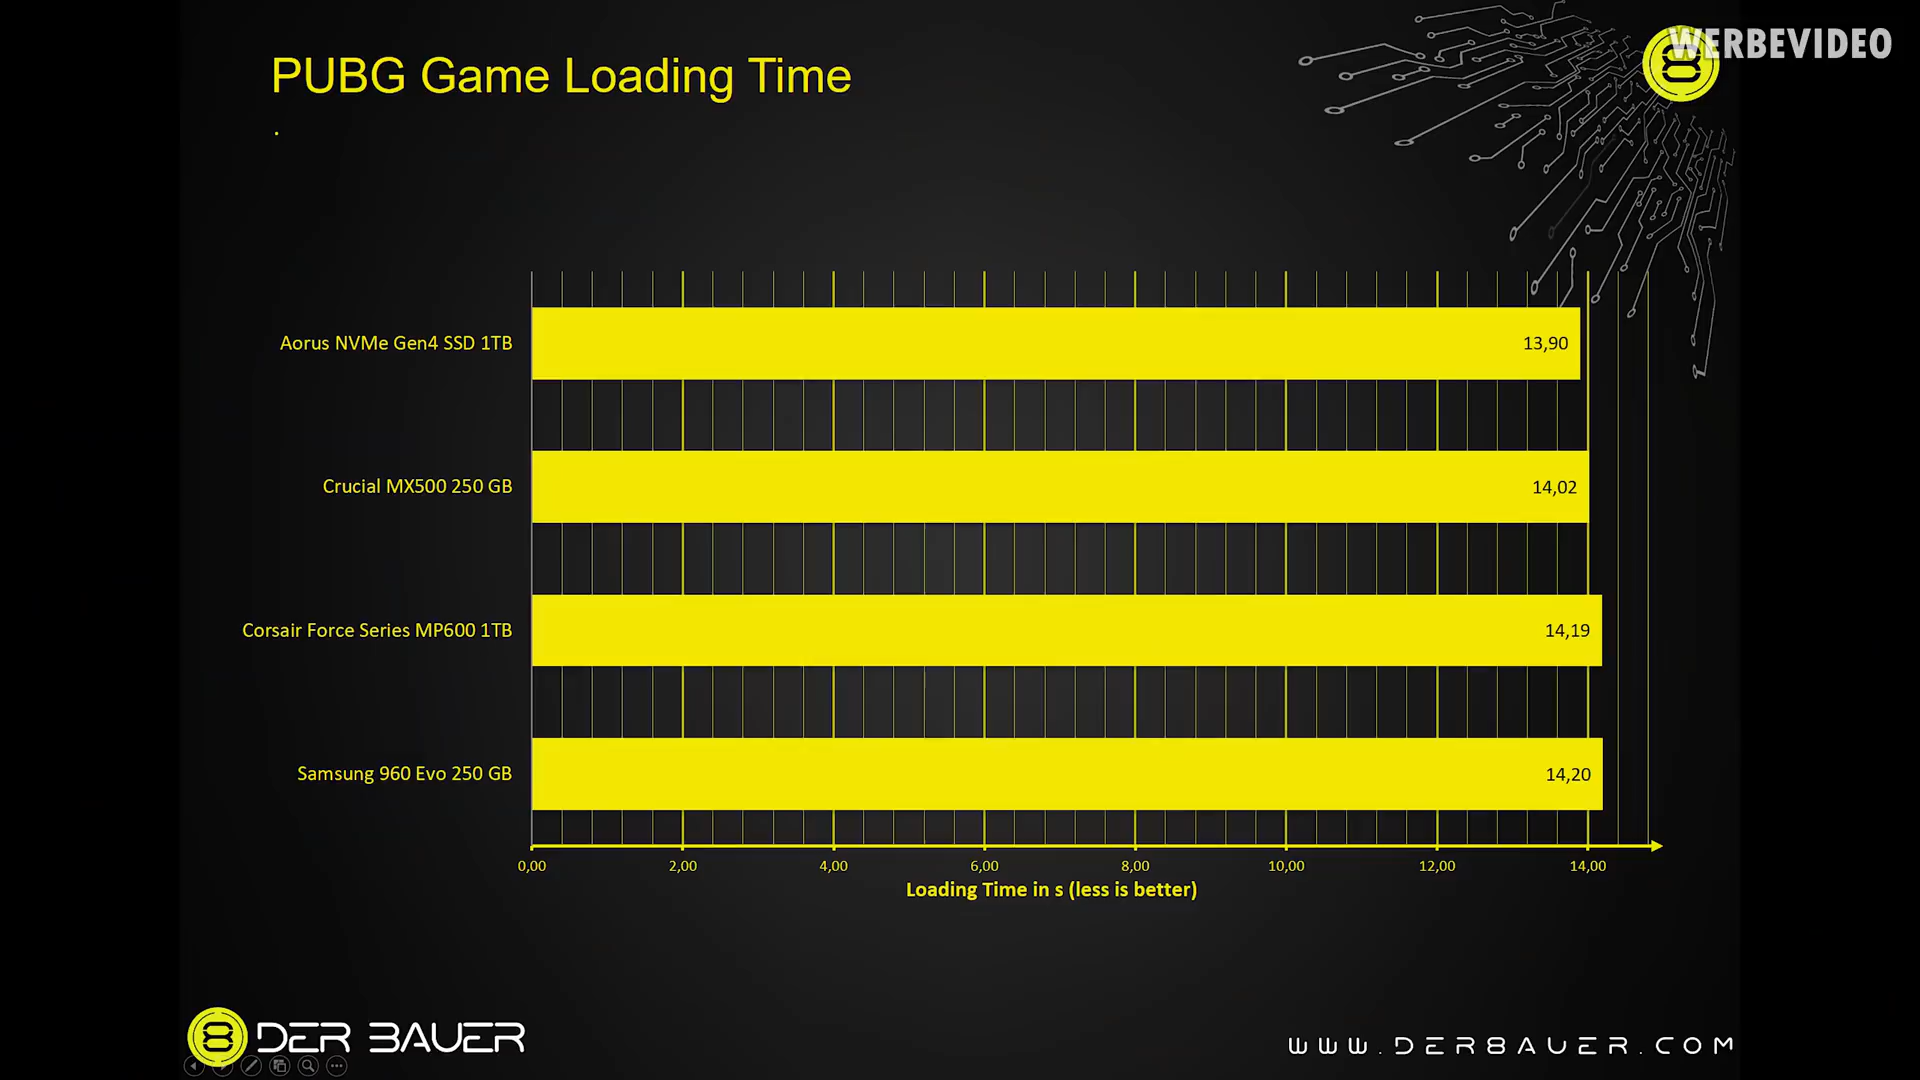 WERBEVIDEO
PUBG Game Loading Time
.
Aorus NVMe Gen4 SSD 1TB
13,90
Crucial MX500 250 GB
14,02
Corsair Force Series MP600 1TB
14,19
Samsung 960 Evo 250 GB
14,20
0,00 2,00 4,00 6,00 8,00 10,00 12,00 14,00
Loading Time in s (less is better)
DER BAUER
WWW.DER8AUER.COM